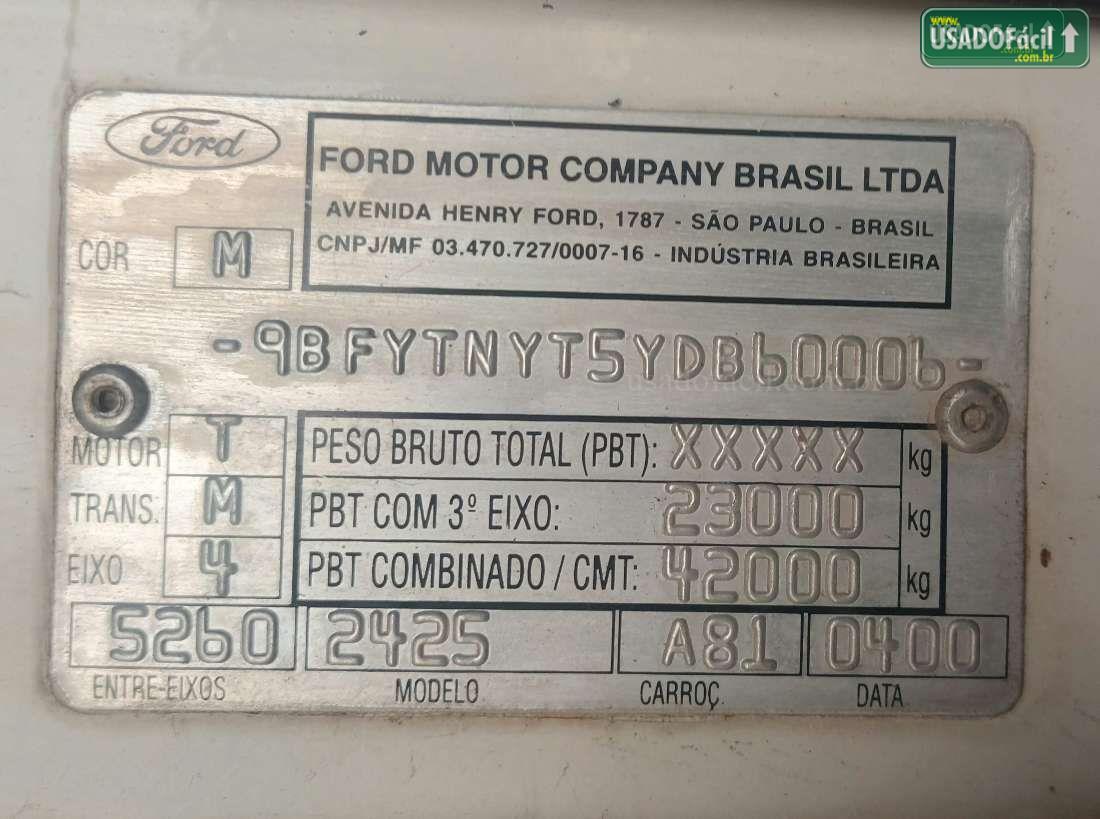 www.
USADOFácil
.com.br
Ford
FORD MOTOR COMPANY BRASIL LTDA
AVENIDA HENRY FORD, 1787 - SÃO PAULO - BRASIL
CNPJ/MF 03.470.727/0007-16 - INDÚSTRIA BRASILEIRA
COR M
-9BFYTNYT5YDB60006-
MOTOR T PESO BRUTO TOTAL (PBT): XXXXX kg
TRANS. M PBT COM 3º EIXO: 23000 kg
EIXO 4 PBT COMBINADO / CMT: 42000 kg
5260 2425 A81 0400
ENTRE-EIXOS MODELO CARROÇ. DATA